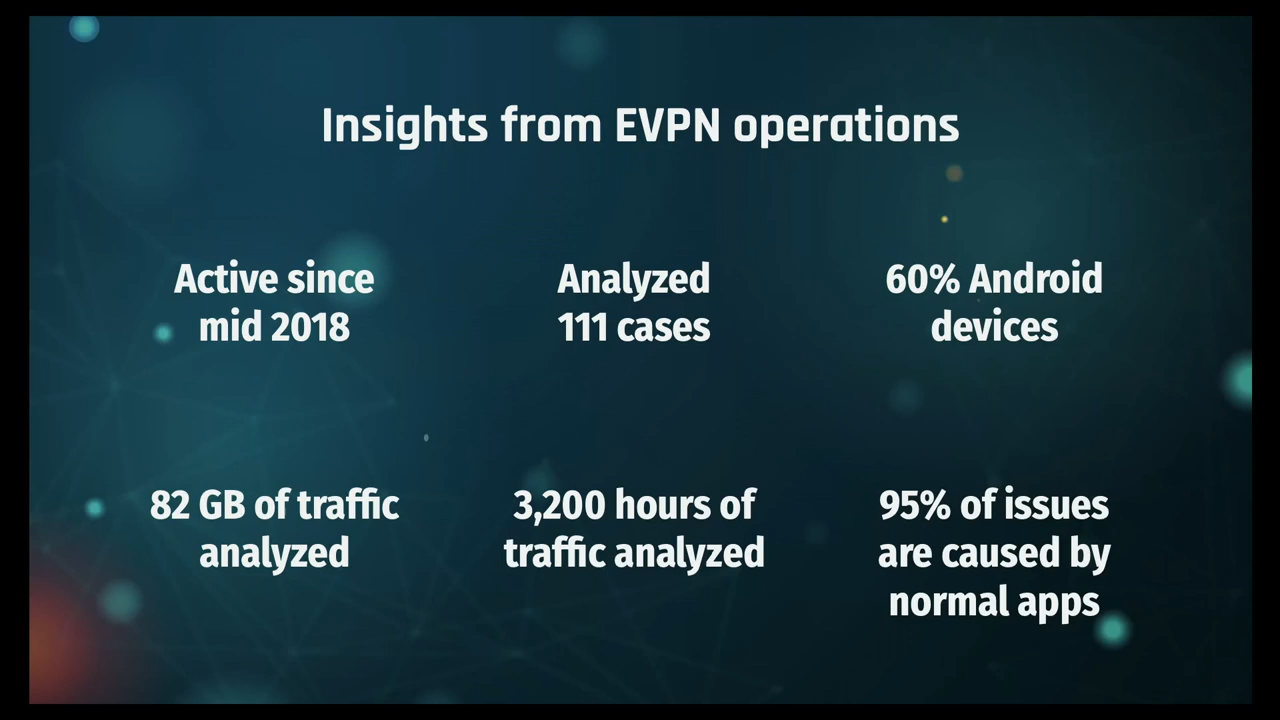 Insights from EVPN operations
Active since
mid 2018
Analyzed
111 cases
60% Android
devices
82 GB of traffic
analyzed
3,200 hours of
traffic analyzed
95% of issues
are caused by
normal apps